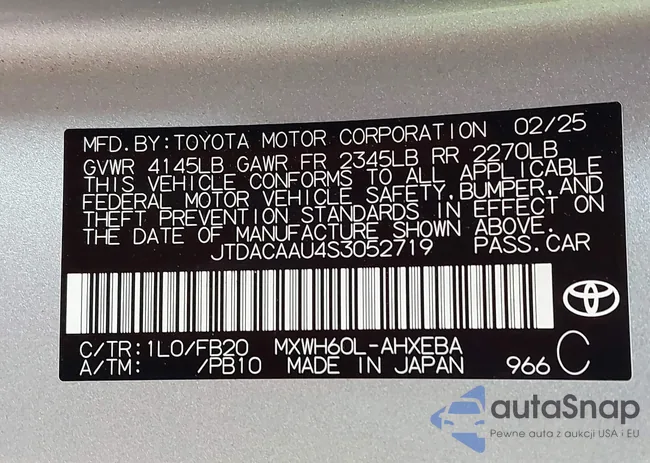 MFD.BY:TOYOTA MOTOR CORPORATION 02/25
GVWR 4145LB GAWR FR 2345LB RR 2270LB
THIS VEHICLE CONFORMS TO ALL APPLICABLE
FEDERAL MOTOR VEHICLE SAFETY,BUMPER,AND
THEFT PREVENTION STANDARDS IN EFFECT ON
THE DATE OF MANUFACTURE SHOWN ABOVE.
JTDACAAU4S3052719 PASS.CAR
C/TR:1L0/FB20 MXWH60L-AHXEBA
A/TM: /PB10 MADE IN JAPAN 966 C
autaSnap
Pewne auta z aukcji USA i EU